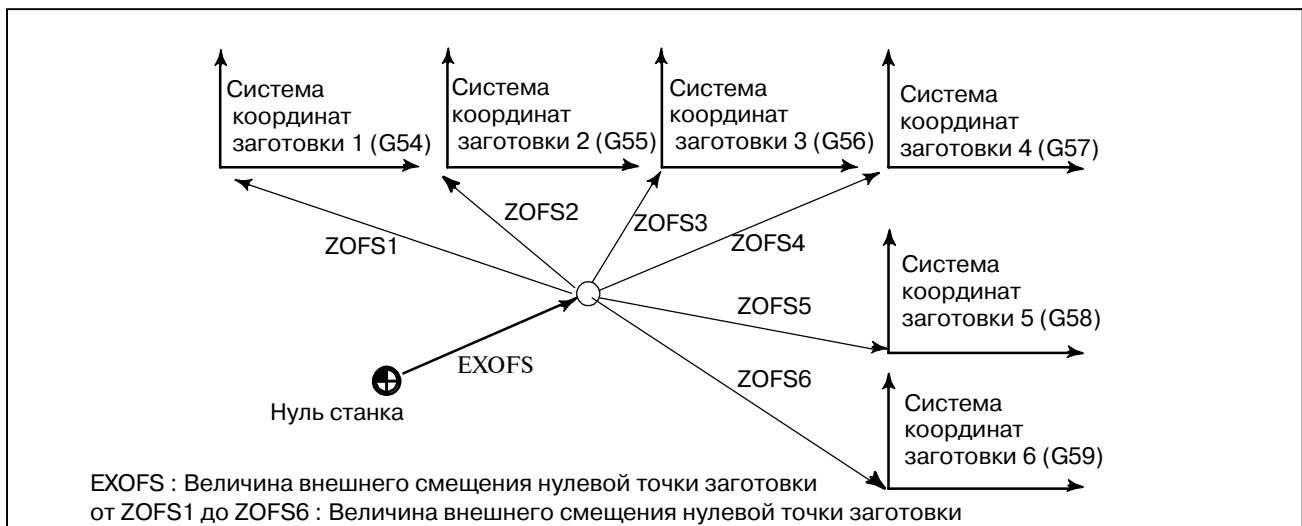 Система
координат
заготовки 1 (G54)
Система
координат
заготовки 2 (G55)
Система
координат
заготовки 3 (G56)
Система
координат
заготовки 4 (G57)
ZOFS1
ZOFS2
ZOFS3
ZOFS4
Система
координат
заготовки 5 (G58)
ZOFS5
EXOFS
ZOFS6
Нуль станка
Система
координат
заготовки 6 (G59)
EXOFS : Величина внешнего смещения нулевой точки заготовки
от ZOFS1 до ZOFS6 : Величина внешнего смещения нулевой точки заготовки